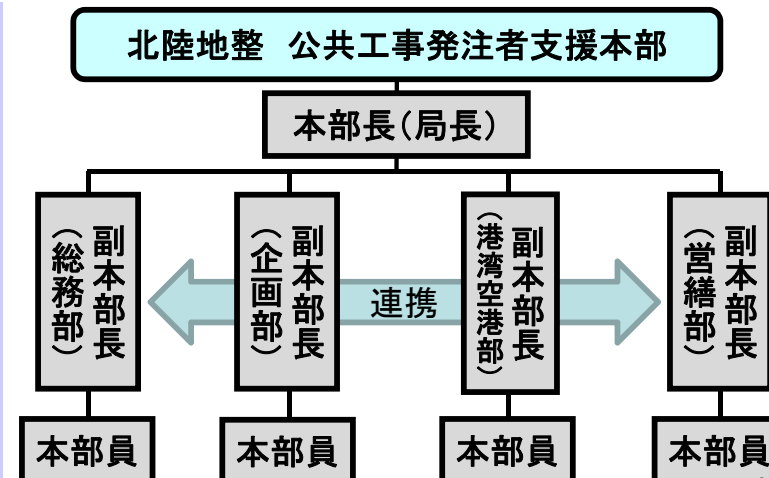 北陸地整　公共工事発注者支援本部
本部長(局長)
副本部長
(総務部)
副本部長
(企画部)
副本部長
(港湾空港部)
副本部長
(営繕部)
連携
本部員
本部員
本部員
本部員